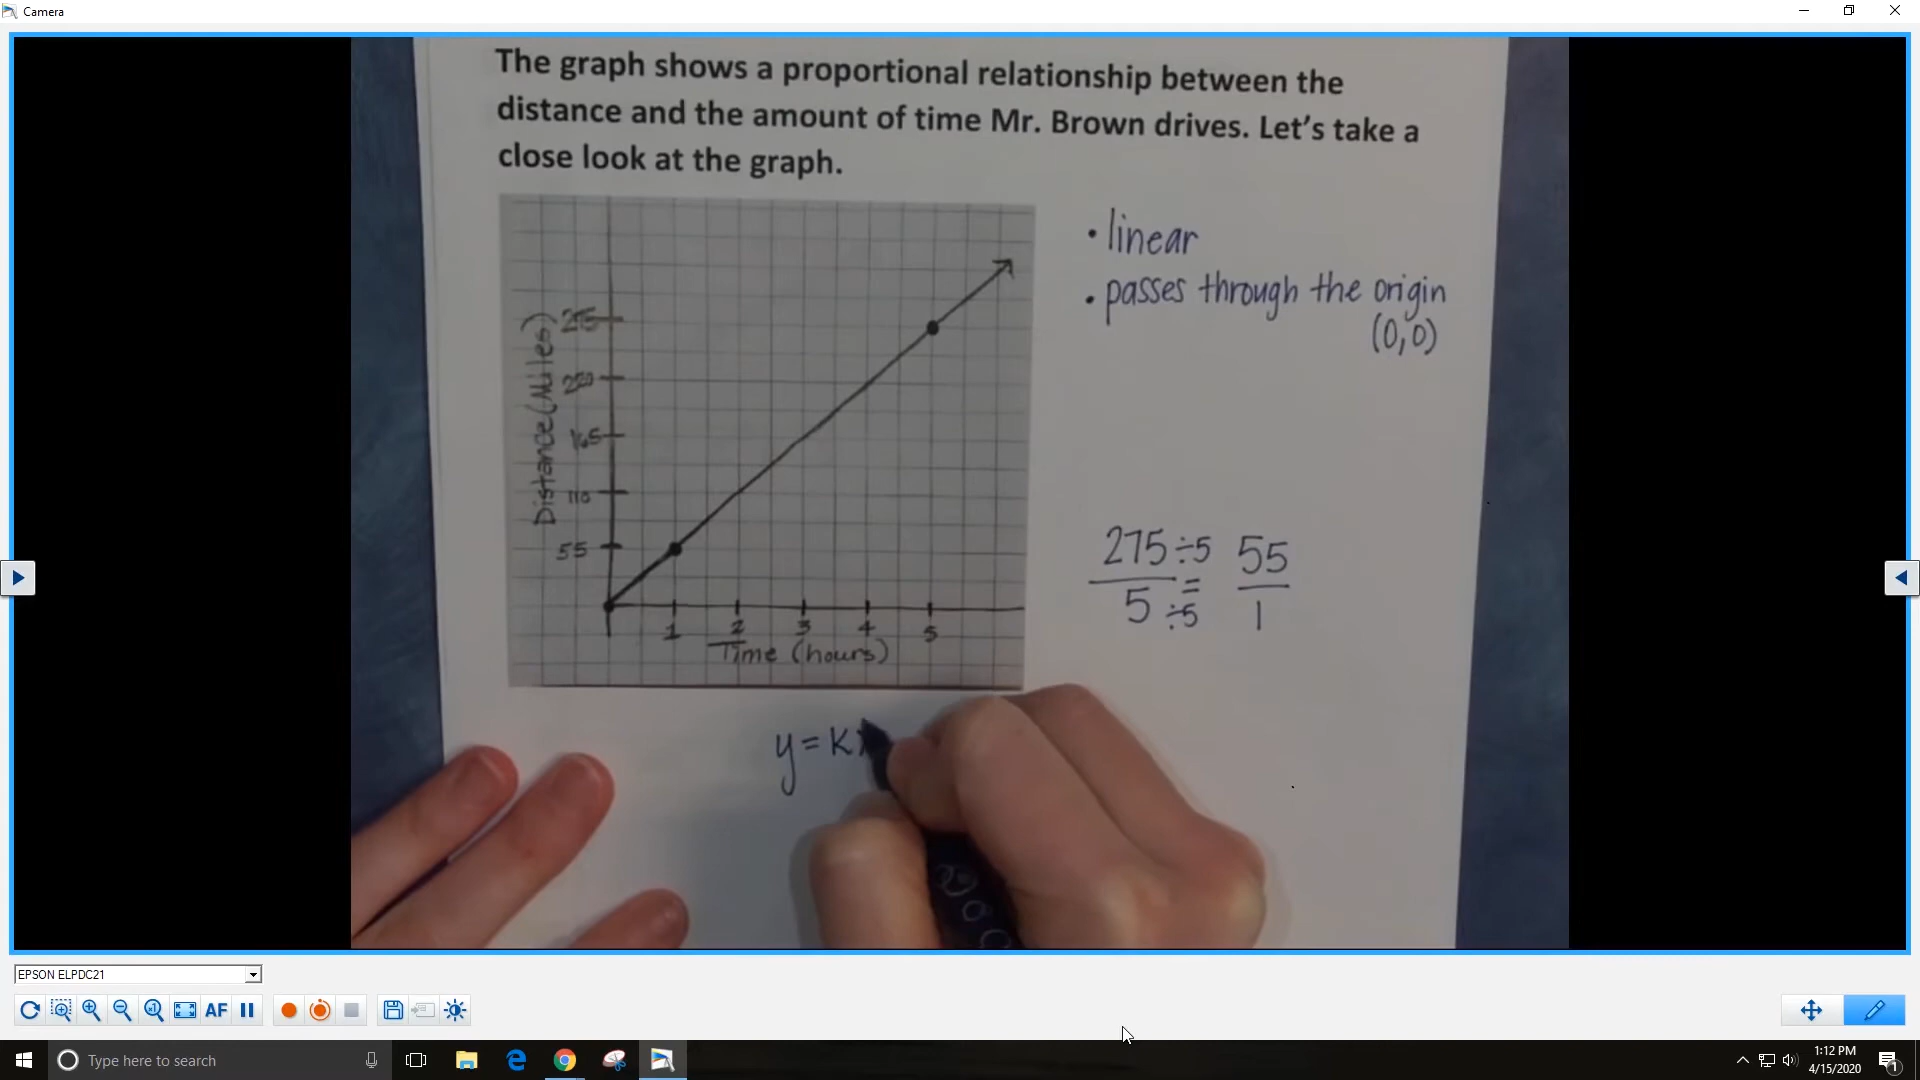 Camera
The graph shows a proportional relationship between the
distance and the amount of time Mr. Brown drives. Let's take a
close look at the graph.
• linear
• passes through the origin
(0,0)
Distance (Miles)
275
220
165
110
55
1 2 3 4 5
Time (hours)
275 ÷5 = 55
5 ÷5 1
y = kx
EPSON ELPDC21
AF
Type here to search
1:12 PM
4/15/2020
1